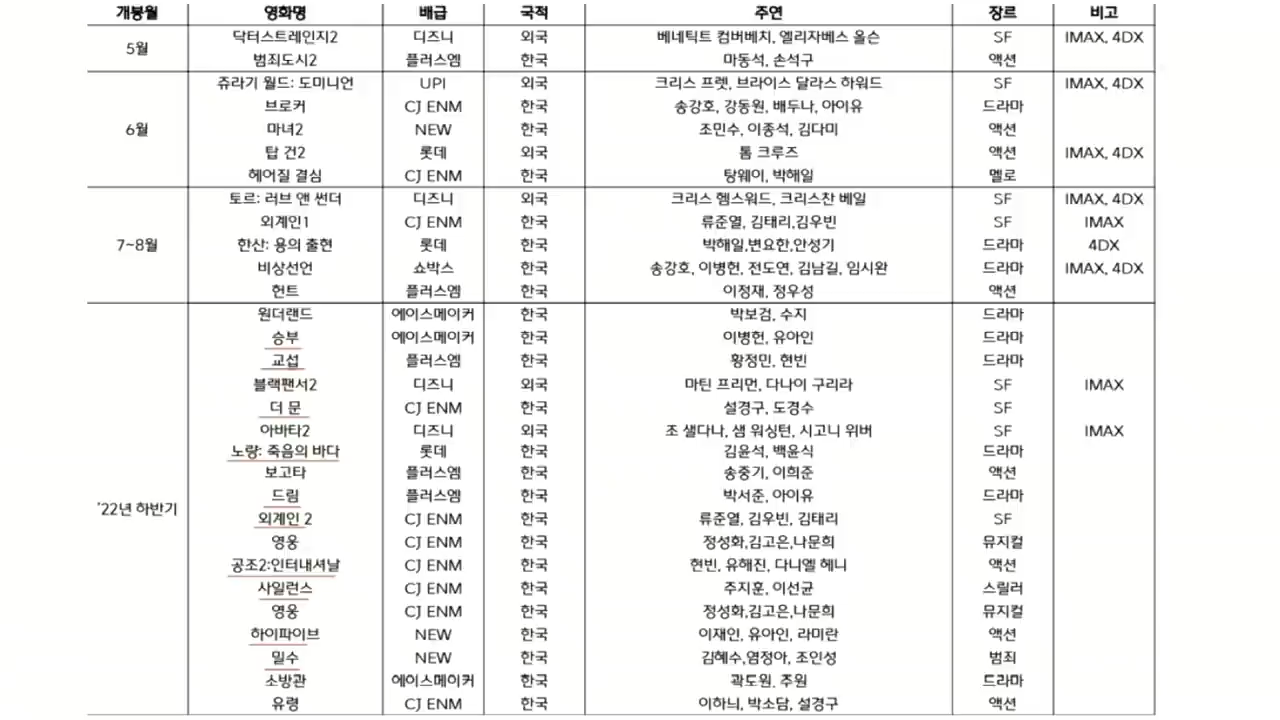 개봉월 영화명 배급 국적 주연 장르 비고
5월
닥터스트레인지2 디즈니 외국 베네틱트 컴버베치, 엘리자베스 올슨 SF IMAX, 4DX
범죄도시2 플러스엠 한국 마동석, 손석구 액션
6월
쥬라기 월드: 도미니언 UPI 외국 크리스 프렛, 브라이스 달라스 하워드 SF IMAX, 4DX
브로커 CJ ENM 한국 송강호, 강동원, 배두나, 아이유 드라마
마녀2 NEW 한국 조민수, 이종석, 김다미 액션
탑 건2 롯데 외국 톰 크루즈 액션 IMAX, 4DX
헤어질 결심 CJ ENM 한국 탕웨이, 박해일 멜로
7~8월
토르: 러브 앤 썬더 디즈니 외국 크리스 헴스워드, 크리스찬 베일 SF IMAX, 4DX
외계인1 CJ ENM 한국 류준열, 김태리,김우빈 SF IMAX
한산: 용의 출현 롯데 한국 박해일,변요한,안성기 드라마 4DX
비상선언 쇼박스 한국 송강호, 이병헌, 전도연, 김남길, 임시완 드라마 IMAX, 4DX
헌트 플러스엠 한국 이정재, 정우성 액션
'22년 하반기
원더랜드 에이스메이커 한국 박보검, 수지 드라마
승부 에이스메이커 한국 이병헌, 유아인 드라마
교섭 플러스엠 한국 황정민, 현빈 드라마
블랙팬서2 디즈니 외국 마틴 프리먼, 다나이 구리라 SF IMAX
더 문 CJ ENM 한국 설경구, 도경수 SF
아바타2 디즈니 외국 조 샐다나, 샘 워싱턴, 시고니 위버 SF IMAX
노량: 죽음의 바다 롯데 한국 김윤석, 백윤식 드라마
보고타 플러스엠 한국 송중기, 이희준 액션
드림 플러스엠 한국 박서준, 아이유 드라마
외계인 2 CJ ENM 한국 류준열, 김우빈, 김태리 SF
영웅 CJ ENM 한국 정성화,김고은,나문희 뮤지컬
공조2:인터내셔날 CJ ENM 한국 현빈, 유해진, 다니엘 헤니 액션
사일런스 CJ ENM 한국 주지훈, 이선균 스릴러
영웅 CJ ENM 한국 정성화,김고은,나문희 뮤지컬
하이파이브 NEW 한국 이재인, 유아인, 라미란 액션
밀수 NEW 한국 김혜수,염정아, 조인성 범죄
소방관 에이스메이커 한국 곽도원, 주원 드라마
유령 CJ ENM 한국 이하늬, 박소담, 설경구 액션